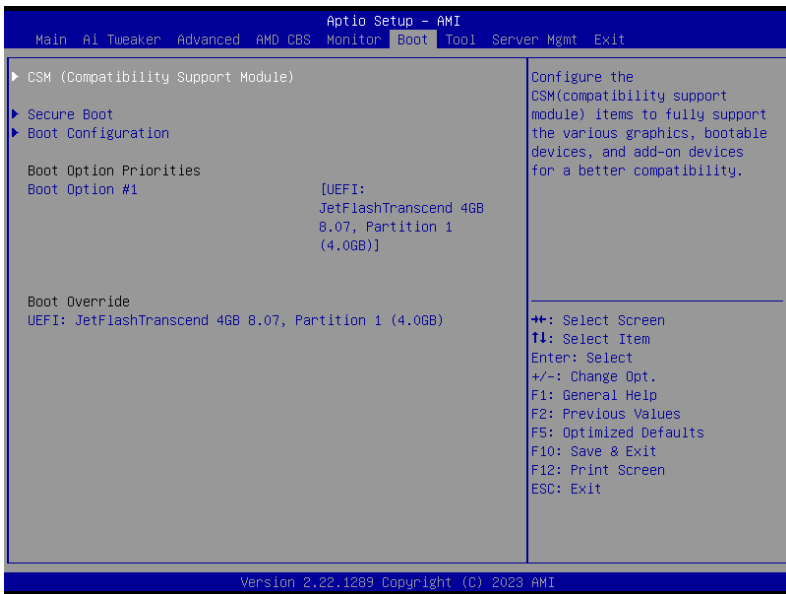 Aptio Setup - AMI
Main Ai Tweaker Advanced AMD CBS Monitor Boot Tool Server Mgmt Exit
CSM (Compatibility Support Module)
Secure Boot
Boot Configuration
Boot Option Priorities
Boot Option #1 [UEFI:
JetFlashTranscend 4GB
8.07, Partition 1
(4.0GB)]
Boot Override
UEFI: JetFlashTranscend 4GB 8.07, Partition 1 (4.0GB)
Configure the
CSM(compatibility support
module) items to fully support
the various graphics, bootable
devices, and add-on devices
for a better compatibility.
→←: Select Screen
↑↓: Select Item
Enter: Select
+/-: Change Opt.
F1: General Help
F2: Previous Values
F5: Optimized Defaults
F10: Save & Exit
F12: Print Screen
ESC: Exit
Version 2.22.1289 Copyright (C) 2023 AMI